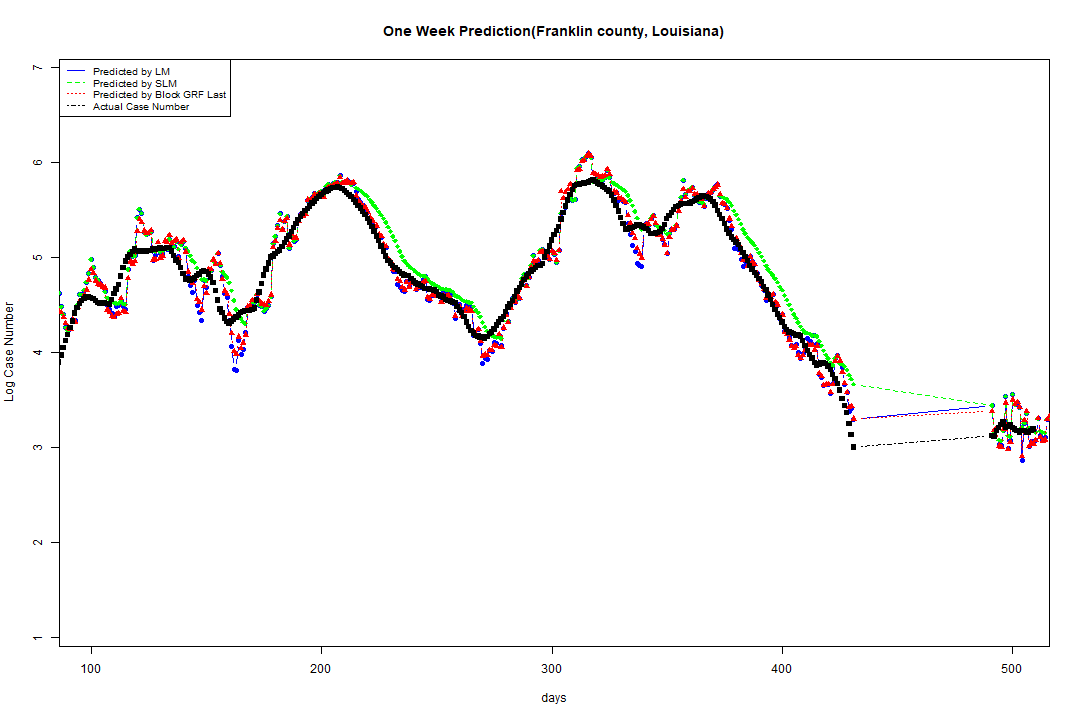 One Week Prediction(Franklin county, Louisiana)
Predicted by LM
Predicted by SLM
Predicted by Block GRF Last
Actual Case Number
7
6
5
4
3
2
1
Log Case Number
100 200 300 400 500
days